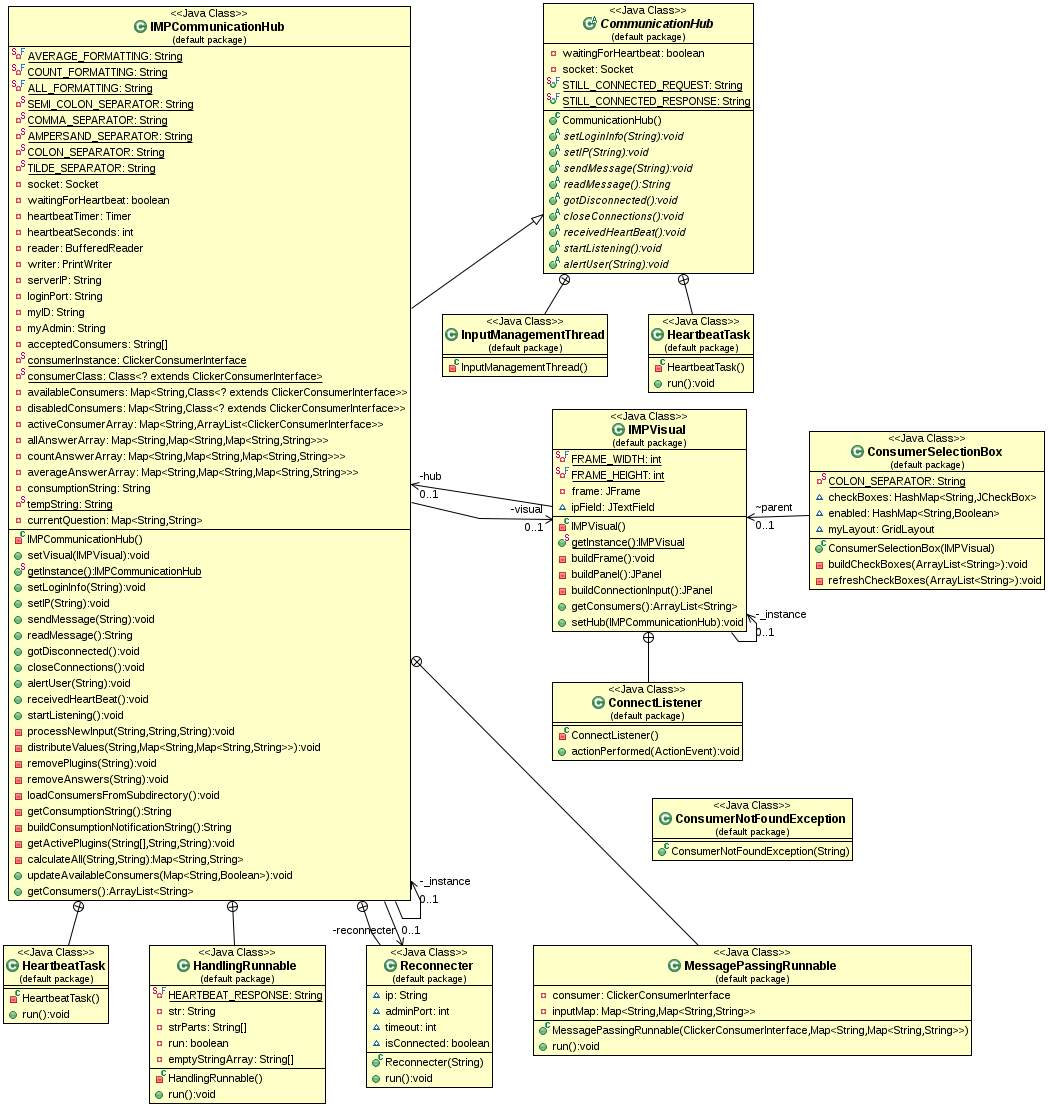 <<Java Class>>
IMPCommunicationHub
(default package)
AVERAGE_FORMATTING: String
COUNT_FORMATTING: String
ALL_FORMATTING: String
SEMI_COLON_SEPARATOR: String
COMMA_SEPARATOR: String
AMPERSAND_SEPARATOR: String
COLON_SEPARATOR: String
TILDE_SEPARATOR: String
socket: Socket
waitingForHeartbeat: boolean
heartbeatTimer: Timer
heartbeatSeconds: int
reader: BufferedReader
writer: PrintWriter
serverIP: String
loginPort: String
myID: String
myAdmin: String
acceptedConsumers: String[]
consumerInstance: ClickerConsumerInterface
consumerClass: Class<? extends ClickerConsumerInterface>
availableConsumers: Map<String,Class<? extends ClickerConsumerInterface>>
disabledConsumers: Map<String,Class<? extends ClickerConsumerInterface>>
activeConsumerArray: Map<String,ArrayList<ClickerConsumerInterface>>
allAnswerArray: Map<String,Map<String,Map<String,String>>>
countAnswerArray: Map<String,Map<String,Map<String,String>>>
averageAnswerArray: Map<String,Map<String,Map<String,String>>>
consumptionString: String
tempString: String
currentQuestion: Map<String,String>
IMPCommunicationHub()
setVisual(IMPVisual):void
getInstance():IMPCommunicationHub
setLoginInfo(String):void
setIP(String):void
sendMessage(String):void
readMessage():String
gotDisconnected():void
closeConnections():void
alertUser(String):void
receivedHeartBeat():void
startListening():void
processNewInput(String,String,String):void
distributeValues(String,Map<String,Map<String,String>>):void
removePlugins(String):void
removeAnswers(String):void
loadConsumersFromSubdirectory():void
getConsumptionString():String
buildConsumptionNotificationString():String
getActivePlugins(String[],String,String):void
calculateAll(String,String):Map<String,String>
updateAvailableConsumers(Map<String,Boolean>):void
getConsumers():ArrayList<String>
<<Java Class>>
CommunicationHub
(default package)
waitingForHeartbeat: boolean
socket: Socket
STILL_CONNECTED_REQUEST: String
STILL_CONNECTED_RESPONSE: String
CommunicationHub()
setLoginInfo(String):void
setIP(String):void
sendMessage(String):void
readMessage():String
gotDisconnected():void
closeConnections():void
receivedHeartBeat():void
startListening():void
alertUser(String):void
<<Java Class>>
InputManagementThread
(default package)
InputManagementThread()
<<Java Class>>
HeartbeatTask
(default package)
HeartbeatTask()
run():void
-hub
0..1
-visual
0..1
<<Java Class>>
IMPVisual
(default package)
FRAME_WIDTH: int
FRAME_HEIGHT: int
frame: JFrame
ipField: JTextField
IMPVisual()
getInstance():IMPVisual
buildFrame():void
buildPanel():JPanel
buildConnectionInput():JPanel
getConsumers():ArrayList<String>
setHub(IMPCommunicationHub):void
~parent
0..1
-_instance
0..1
<<Java Class>>
ConsumerSelectionBox
(default package)
COLON_SEPARATOR: String
checkBoxes: HashMap<String,JCheckBox>
enabled: HashMap<String,Boolean>
myLayout: GridLayout
ConsumerSelectionBox(IMPVisual)
buildCheckBoxes(ArrayList<String>):void
refreshCheckBoxes(ArrayList<String>):void
<<Java Class>>
ConnectListener
(default package)
ConnectListener()
actionPerformed(ActionEvent):void
<<Java Class>>
ConsumerNotFoundException
(default package)
ConsumerNotFoundException(String)
-_instance
0..1
-reconnecter
0..1
<<Java Class>>
HeartbeatTask
(default package)
HeartbeatTask()
run():void
<<Java Class>>
HandlingRunnable
(default package)
HEARTBEAT_RESPONSE: String
str: String
strParts: String[]
run: boolean
emptyStringArray: String[]
HandlingRunnable()
run():void
<<Java Class>>
Reconnecter
(default package)
ip: String
adminPort: int
timeout: int
isConnected: boolean
Reconnecter(String)
run():void
<<Java Class>>
MessagePassingRunnable
(default package)
consumer: ClickerConsumerInterface
inputMap: Map<String,Map<String,String>>
MessagePassingRunnable(ClickerConsumerInterface,Map<String,Map<String,String>>)
run():void